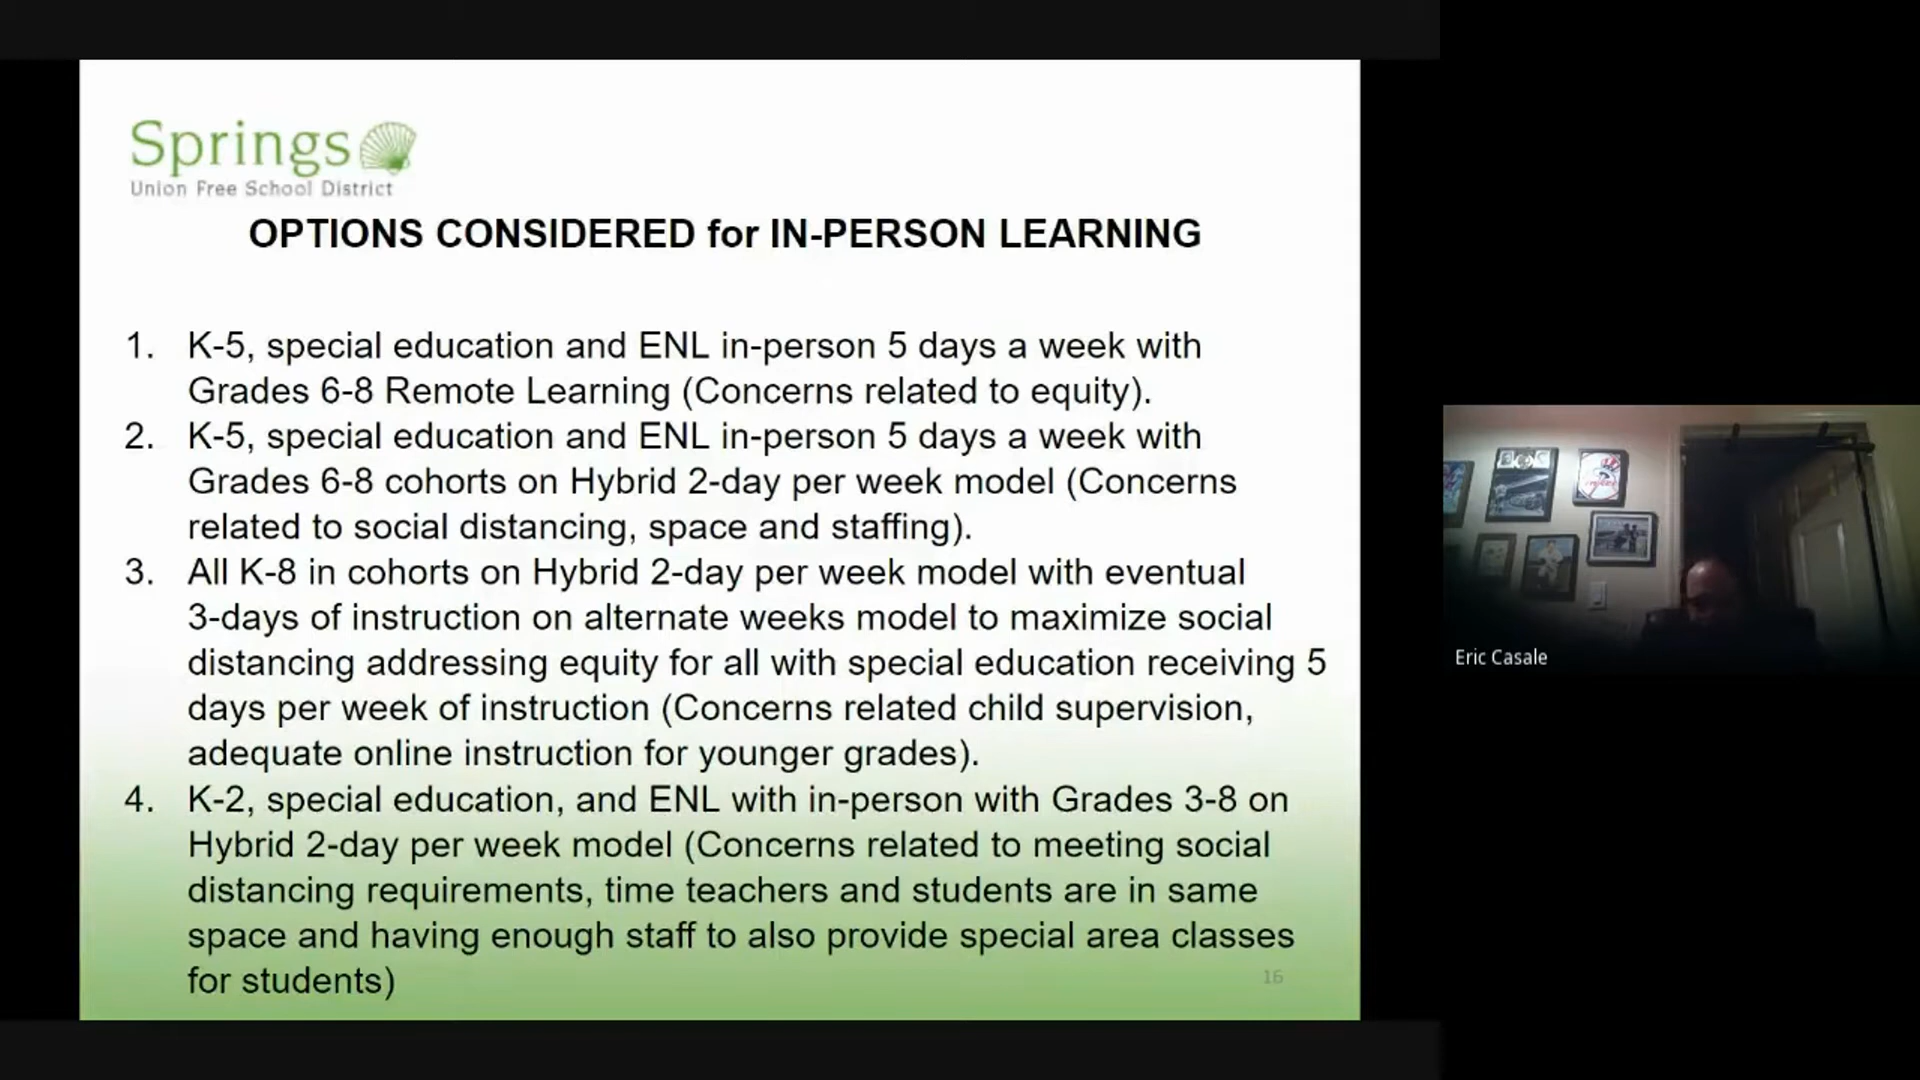 Springs
Union Free School District
OPTIONS CONSIDERED for IN-PERSON LEARNING
1. K-5, special education and ENL in-person 5 days a week with
Grades 6-8 Remote Learning (Concerns related to equity).
2. K-5, special education and ENL in-person 5 days a week with
Grades 6-8 cohorts on Hybrid 2-day per week model (Concerns
related to social distancing, space and staffing).
3. All K-8 in cohorts on Hybrid 2-day per week model with eventual
3-days of instruction on alternate weeks model to maximize social
distancing addressing equity for all with special education receiving 5
days per week of instruction (Concerns related child supervision,
adequate online instruction for younger grades).
4. K-2, special education, and ENL with in-person with Grades 3-8 on
Hybrid 2-day per week model (Concerns related to meeting social
distancing requirements, time teachers and students are in same
space and having enough staff to also provide special area classes
for students)
16
Eric Casale